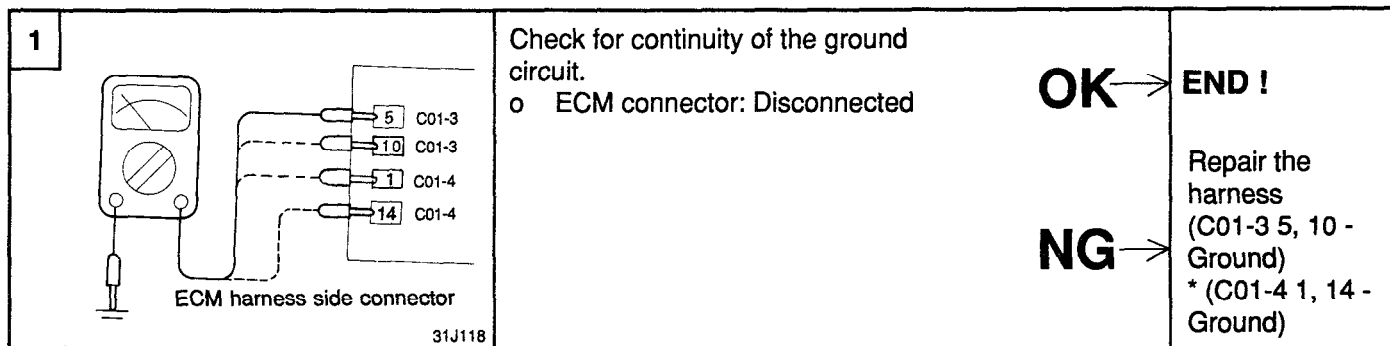 1
5 C01-3
10 C01-3
1 C01-4
14 C01-4
ECM harness side connector
31J118
Check for continuity of the ground
circuit.
o ECM connector: Disconnected
OK
END !
NG
Repair the
harness
(C01-3 5, 10 -
Ground)
* (C01-4 1, 14 -
Ground)